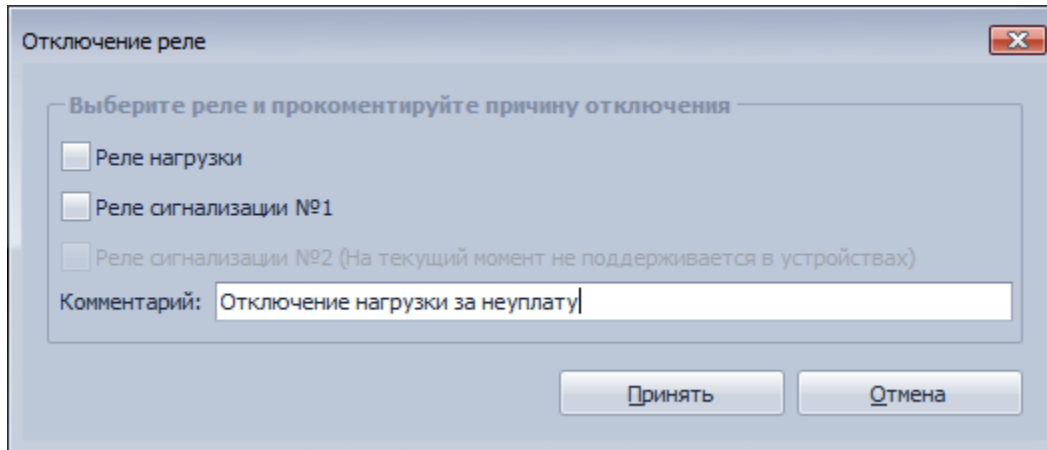 Отключение реле
Выберите реле и прокоментируйте причину отключения
Реле нагрузки
Реле сигнализации №1
Реле сигнализации №2 (На текущий момент не поддерживается в устройствах)
Комментарий: Отключение нагрузки за неуплату
Принять Отмена